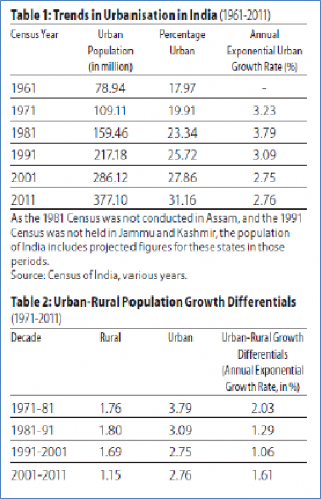 Table 1: Trends in Urbanisation in India (1961-2011)
Census Year Urban Percentage Annual
Population Urban Exponential Urban
(in million) Growth Rate (%)
1961 78.94 17.97 -
1971 109.11 19.91 3.23
1981 159.46 23.34 3.79
1991 217.18 25.72 3.09
2001 286.12 27.86 2.75
2011 377.10 31.16 2.76
As the 1981 Census was not conducted in Assam, and the 1991
Census was not held in Jammu and Kashmir, the population
of India includes projected figures for these states in those
periods.
Source: Census of India, various years.
Table 2: Urban-Rural Population Growth Differentials
(1971-2011)
Decade Rural Urban Urban-Rural Growth
Differentials
(Annual Exponential
Growth Rate, in %)
1971-81 1.76 3.79 2.03
1981-91 1.80 3.09 1.29
1991-2001 1.69 2.75 1.06
2001-2011 1.15 2.76 1.61